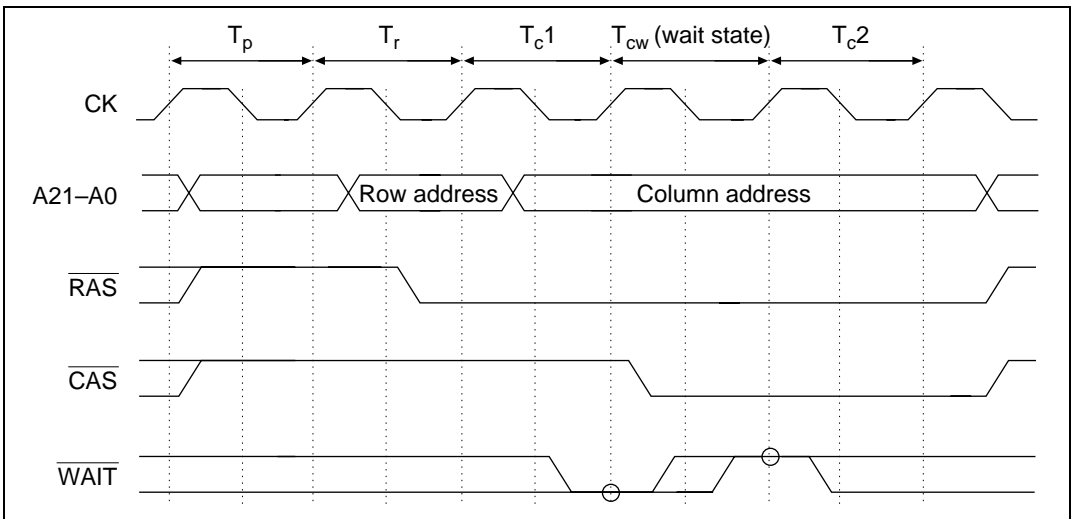 Tp Tr Tc1 Tcw (wait state) Tc2
CK
A21–A0 Row address Column address
RAS
CAS
WAIT